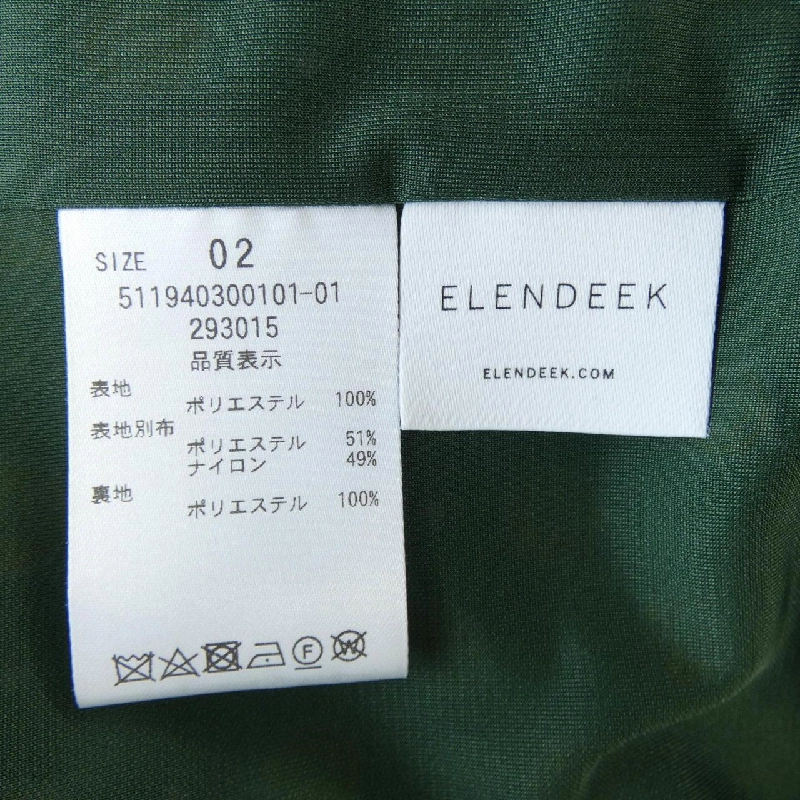 SIZE 02
511940300101-01
293015
品質表示
表地
ポリエステル 100%
表地別布
ポリエステル 51%
ナイロン 49%
裏地
ポリエステル 100%
F
W
ELENDEEK
ELENDEEK.COM